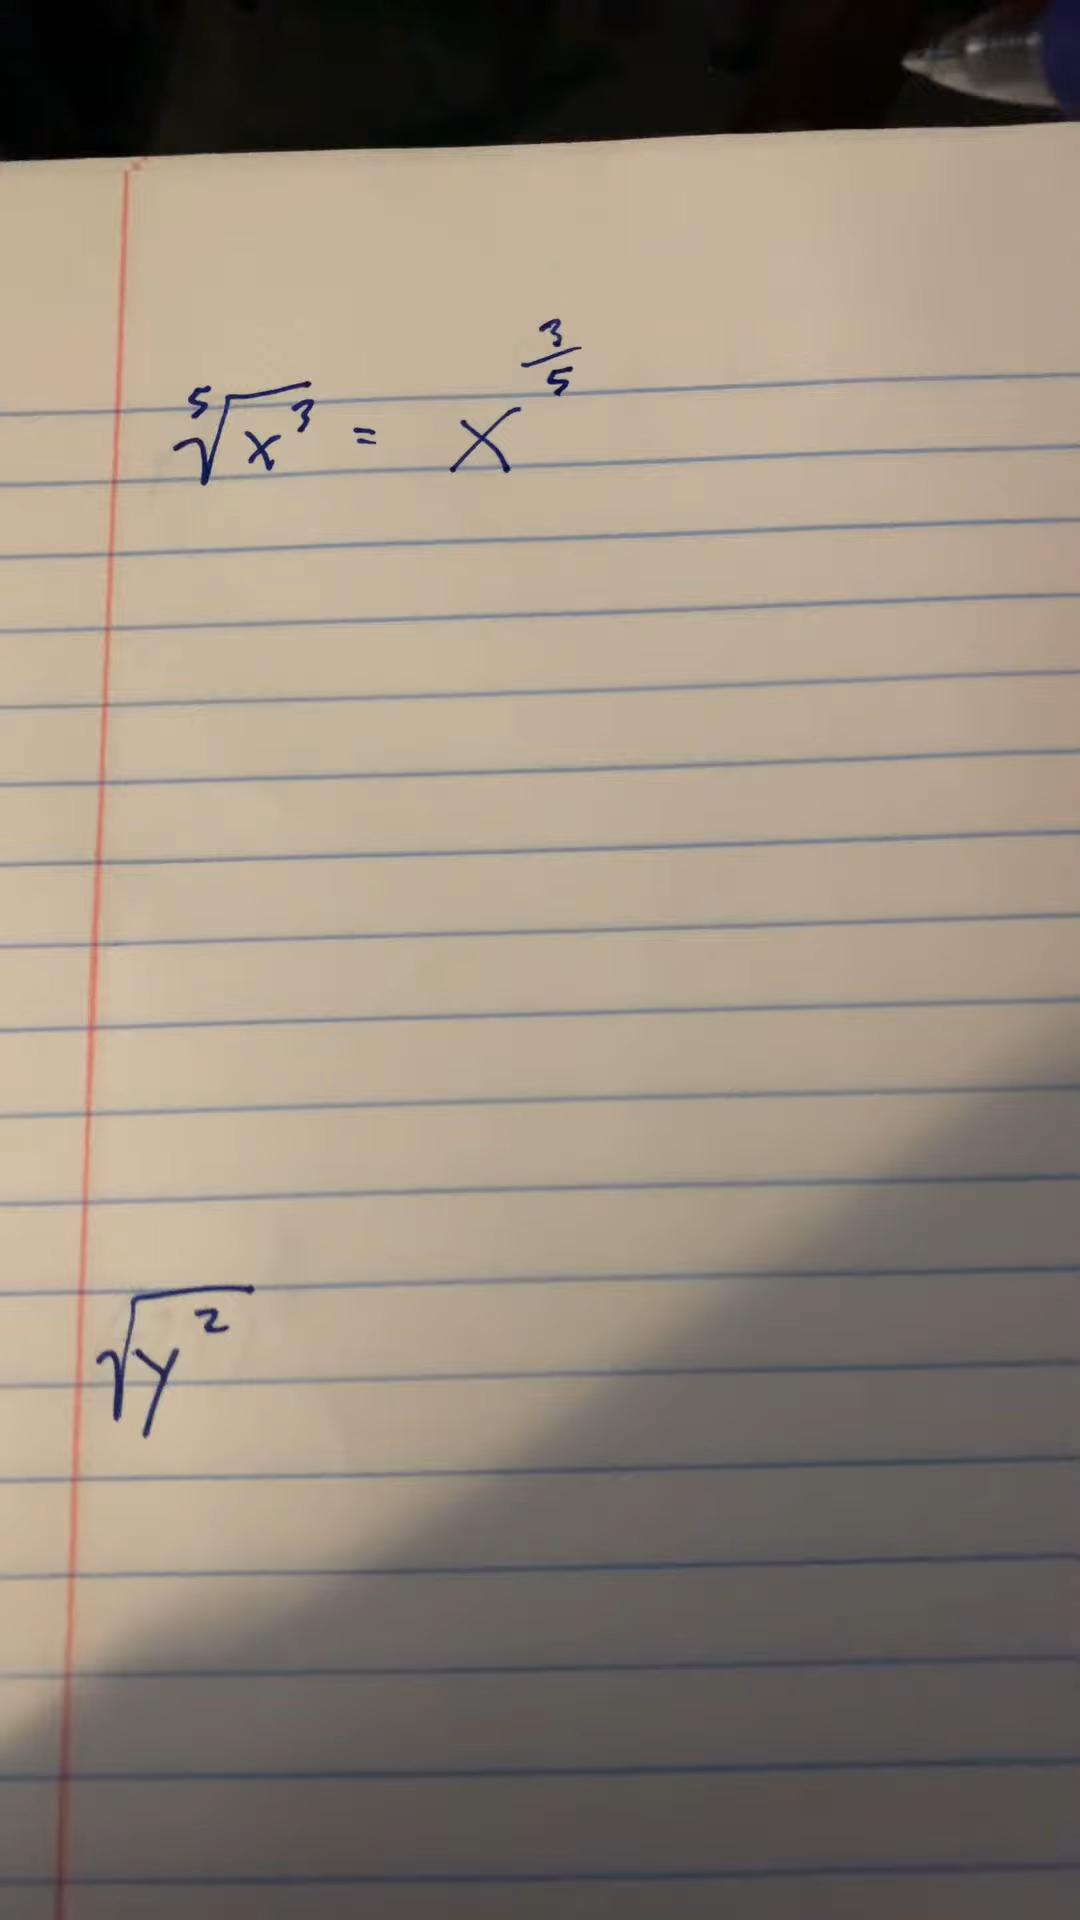 ⁵√x³ = x^(3/5)
√y²